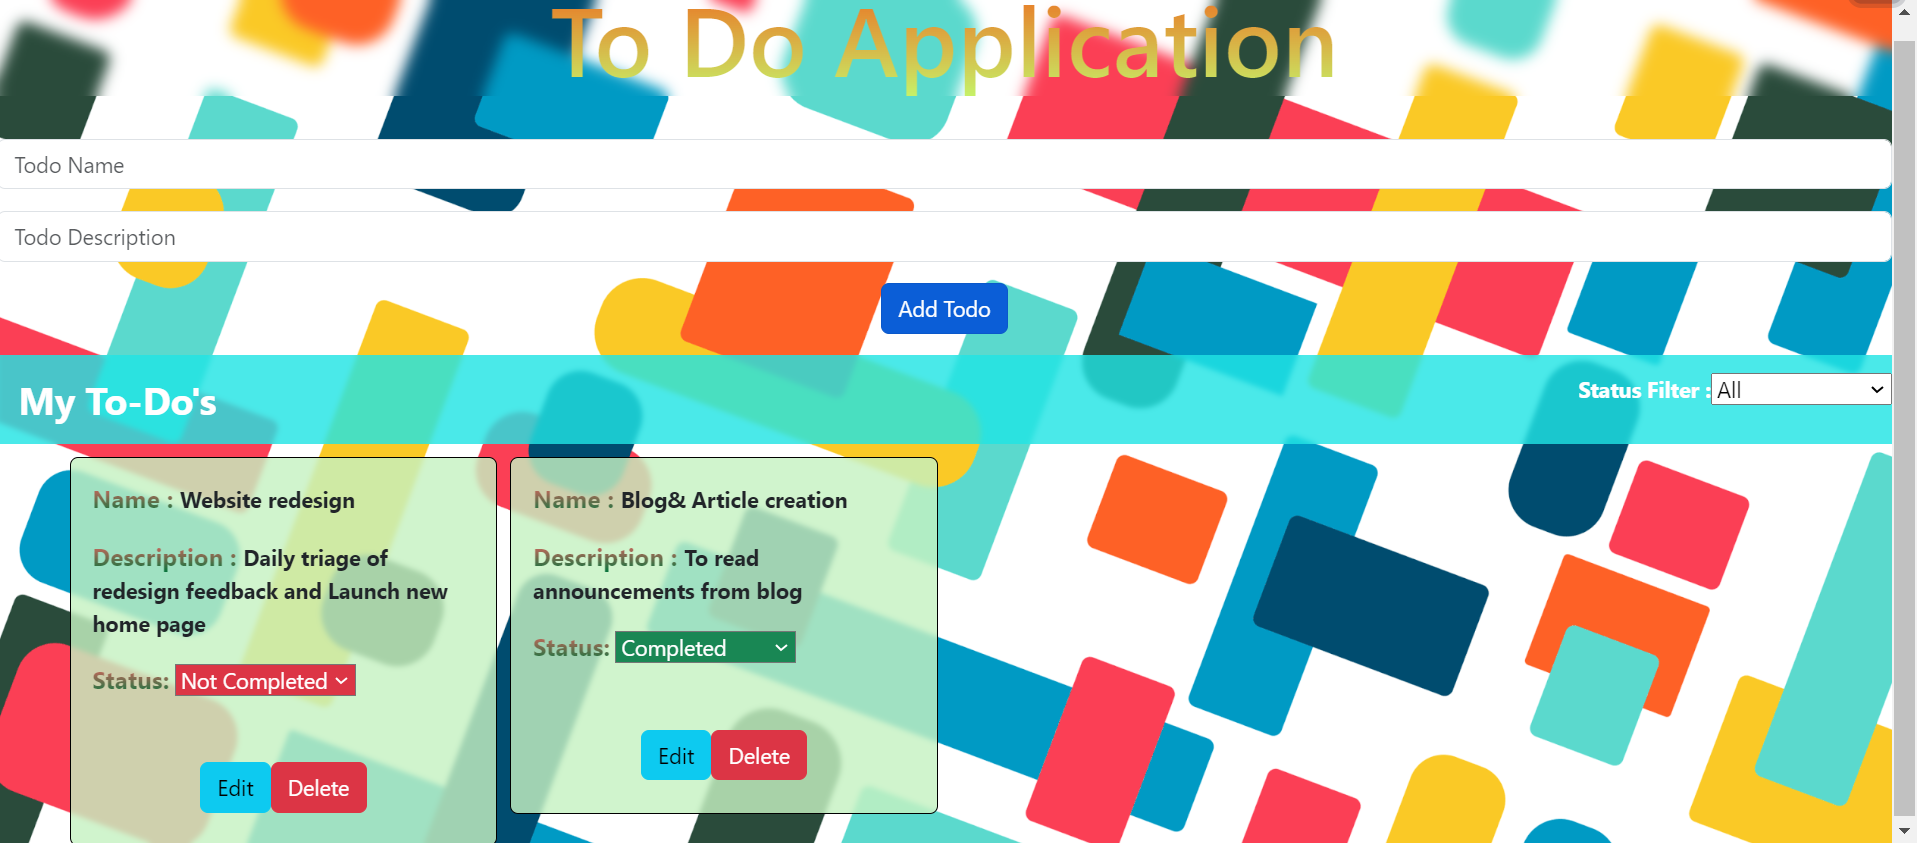 To Do Application
Todo Name
Todo Description
Add Todo
My To-Do's
Status Filter : All
Name : Website redesign
Description : Daily triage of
redesign feedback and Launch new
home page
Status: Not Completed
Edit Delete
Name : Blog& Article creation
Description : To read
announcements from blog
Status: Completed
Edit Delete